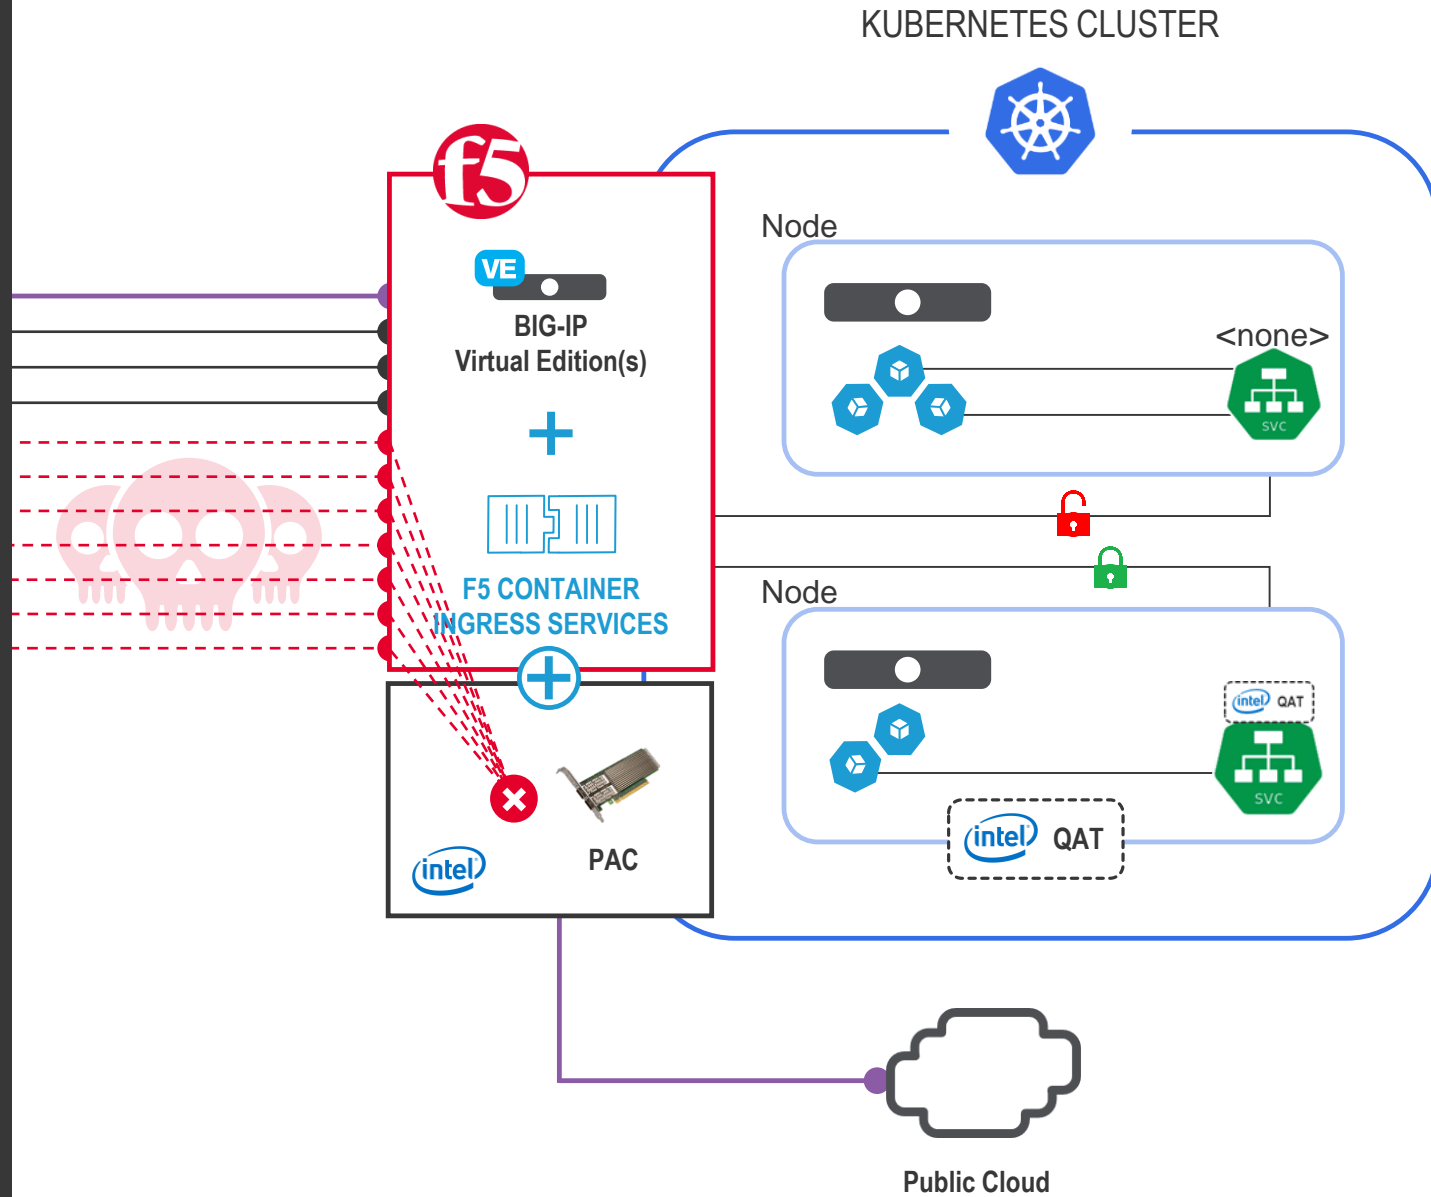 KUBERNETES CLUSTER
f5
Node
VE
BIG-IP
Virtual Edition(s)
<none>
svc
F5 CONTAINER
INGRESS SERVICES
Node
intel QAT
svc
intel QAT
PAC
intel
Public Cloud